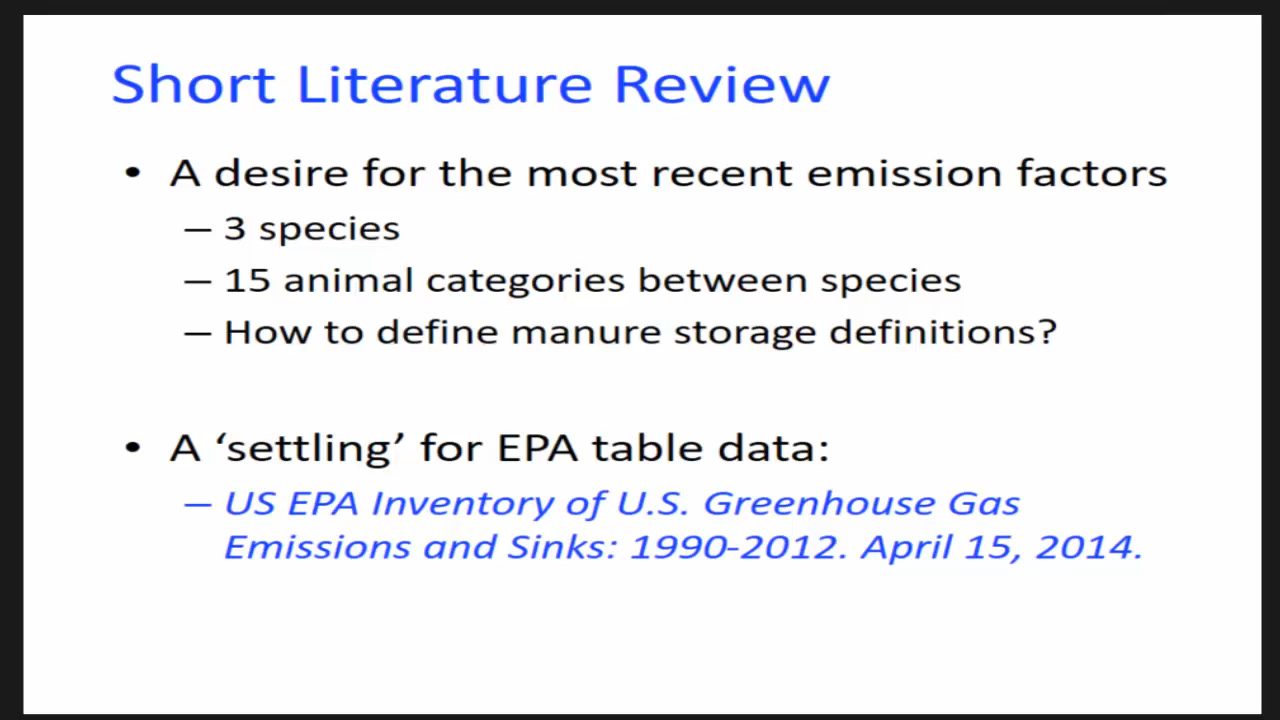 Short Literature Review
• A desire for the most recent emission factors
– 3 species
– 15 animal categories between species
– How to define manure storage definitions?
• A ‘settling’ for EPA table data:
– US EPA Inventory of U.S. Greenhouse Gas
Emissions and Sinks: 1990-2012. April 15, 2014.